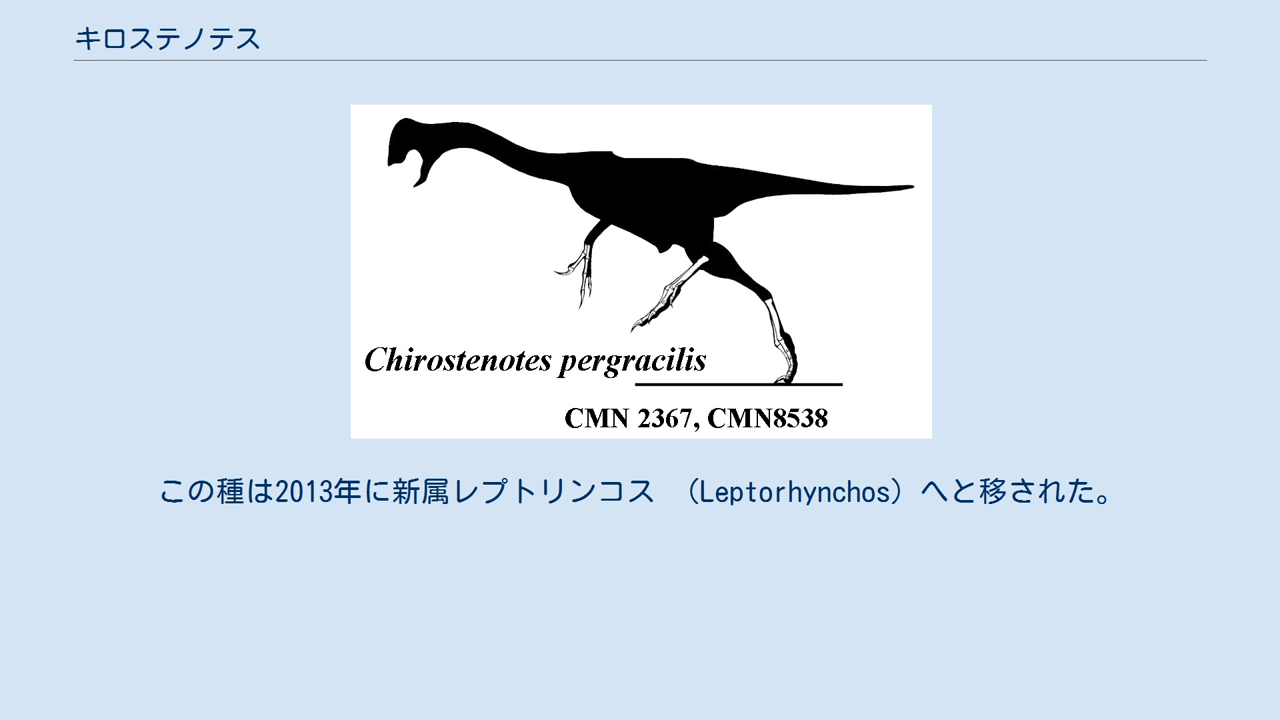 キロステノテス
Chirostenotes pergracilis
CMN 2367, CMN8538
この種は2013年に新属レプトリンコス （Leptorhynchos）へと移された。